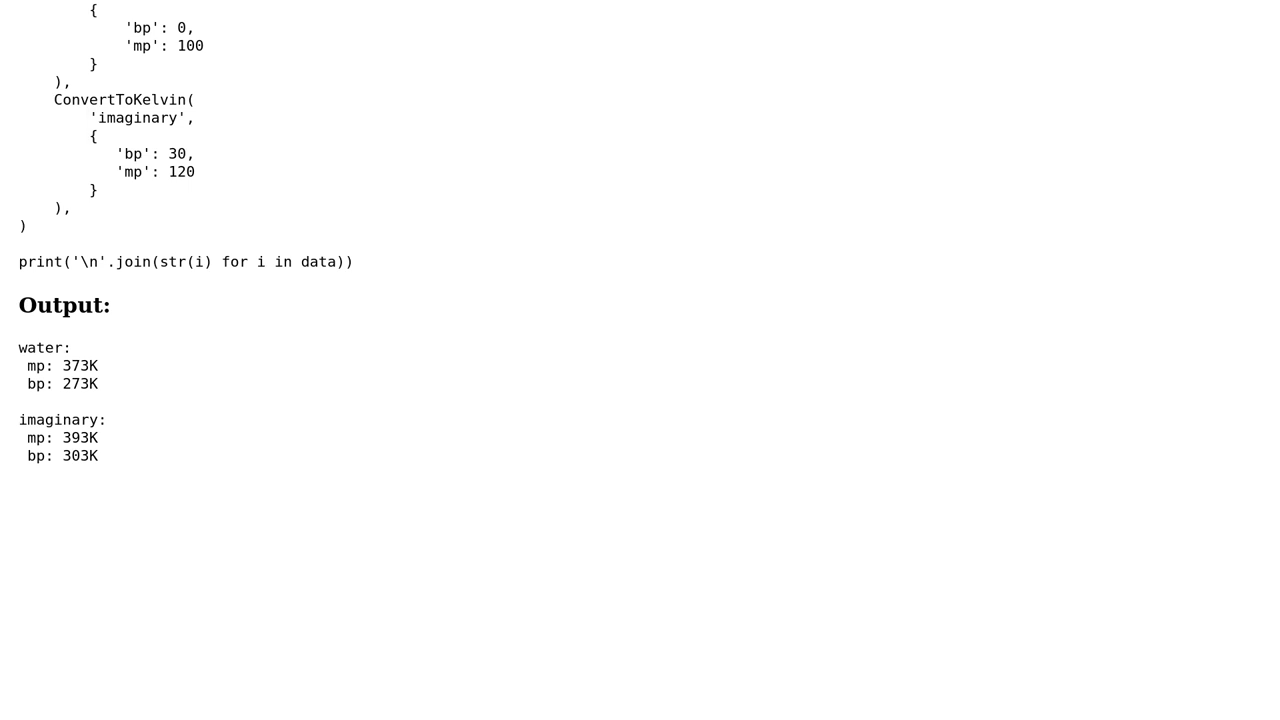 {
            'bp': 0,
            'mp': 100
        }
    ),
    ConvertToKelvin(
        'imaginary',
        {
           'bp': 30,
           'mp': 120
        }
    ),
)

print('\n'.join(str(i) for i in data))

Output:

water:
 mp: 373K
 bp: 273K

imaginary:
 mp: 393K
 bp: 303K